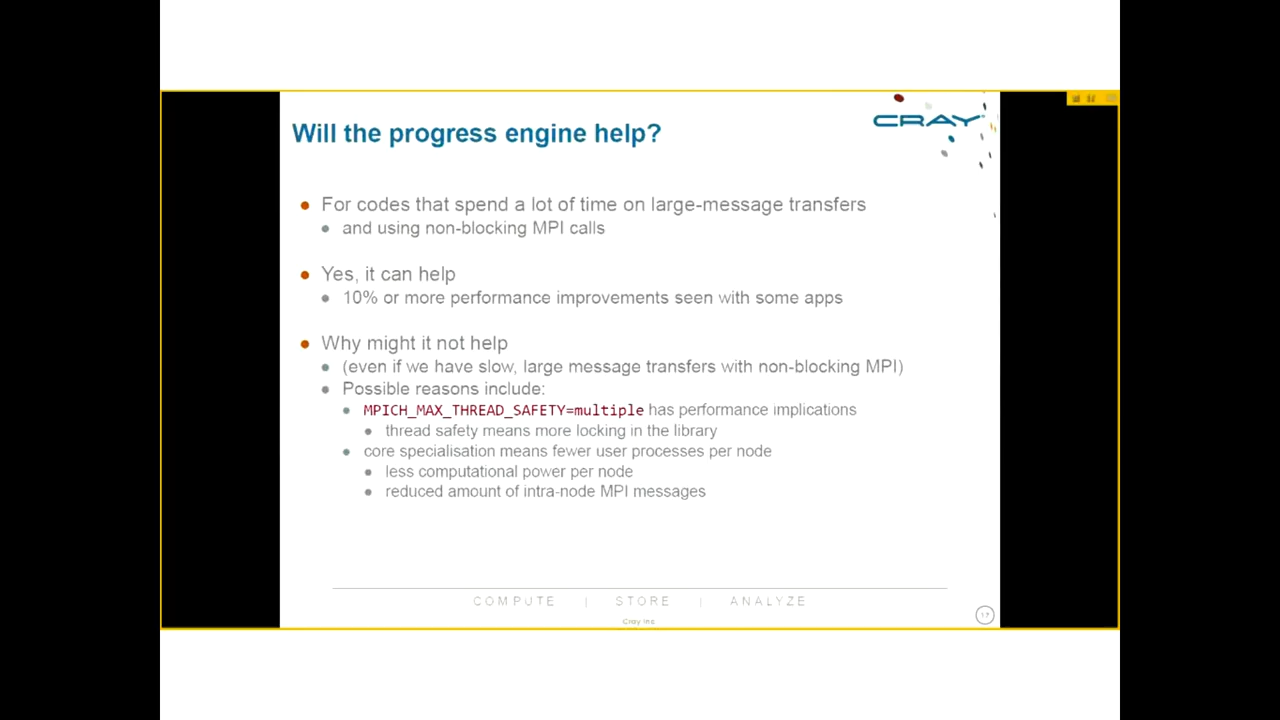 CRAY
Will the progress engine help?
For codes that spend a lot of time on large-message transfers
and using non-blocking MPI calls
Yes, it can help
10% or more performance improvements seen with some apps
Why might it not help
(even if we have slow, large message transfers with non-blocking MPI)
Possible reasons include:
MPICH_MAX_THREAD_SAFETY=multiple has performance implications
thread safety means more locking in the library
core specialisation means fewer user processes per node
less computational power per node
reduced amount of intra-node MPI messages
COMPUTE | STORE | ANALYZE
Cray Inc
17